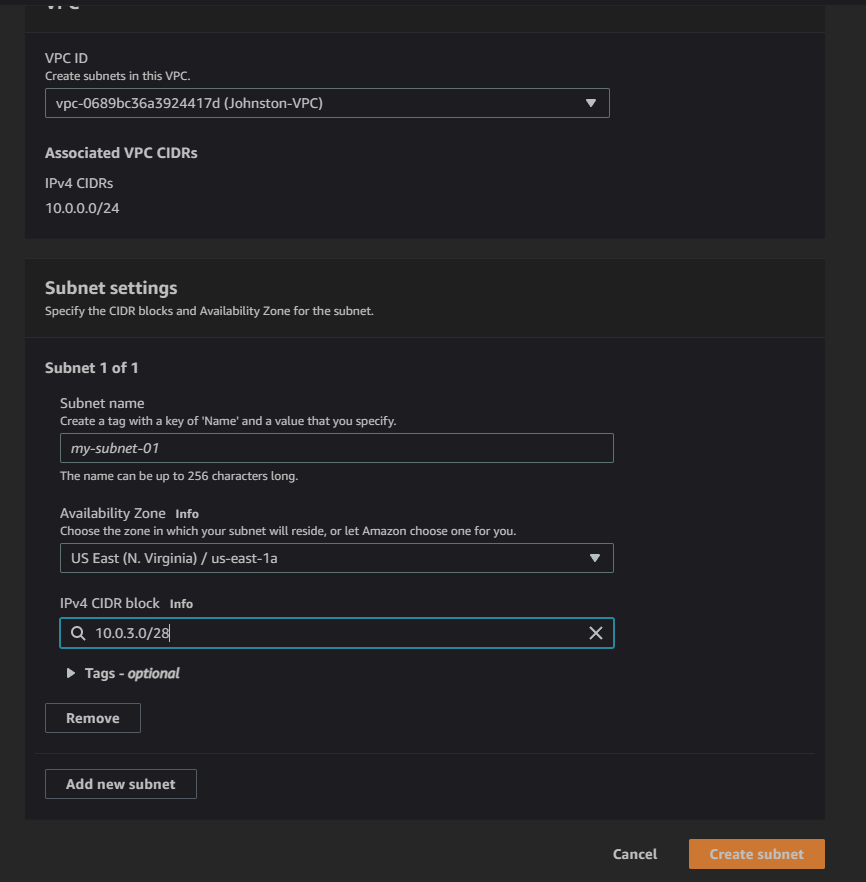 VPC
VPC ID
Create subnets in this VPC.
vpc-0689bc36a3924417d (Johnston-VPC)
Associated VPC CIDRs
IPv4 CIDRs
10.0.0.0/24
Subnet settings
Specify the CIDR blocks and Availability Zone for the subnet.
Subnet 1 of 1
Subnet name
Create a tag with a key of 'Name' and a value that you specify.
my-subnet-01
The name can be up to 256 characters long.
Availability Zone Info
Choose the zone in which your subnet will reside, or let Amazon choose one for you.
US East (N. Virginia) / us-east-1a
IPv4 CIDR block Info
10.0.3.0/28
Tags - optional
Remove
Add new subnet
Cancel Create subnet